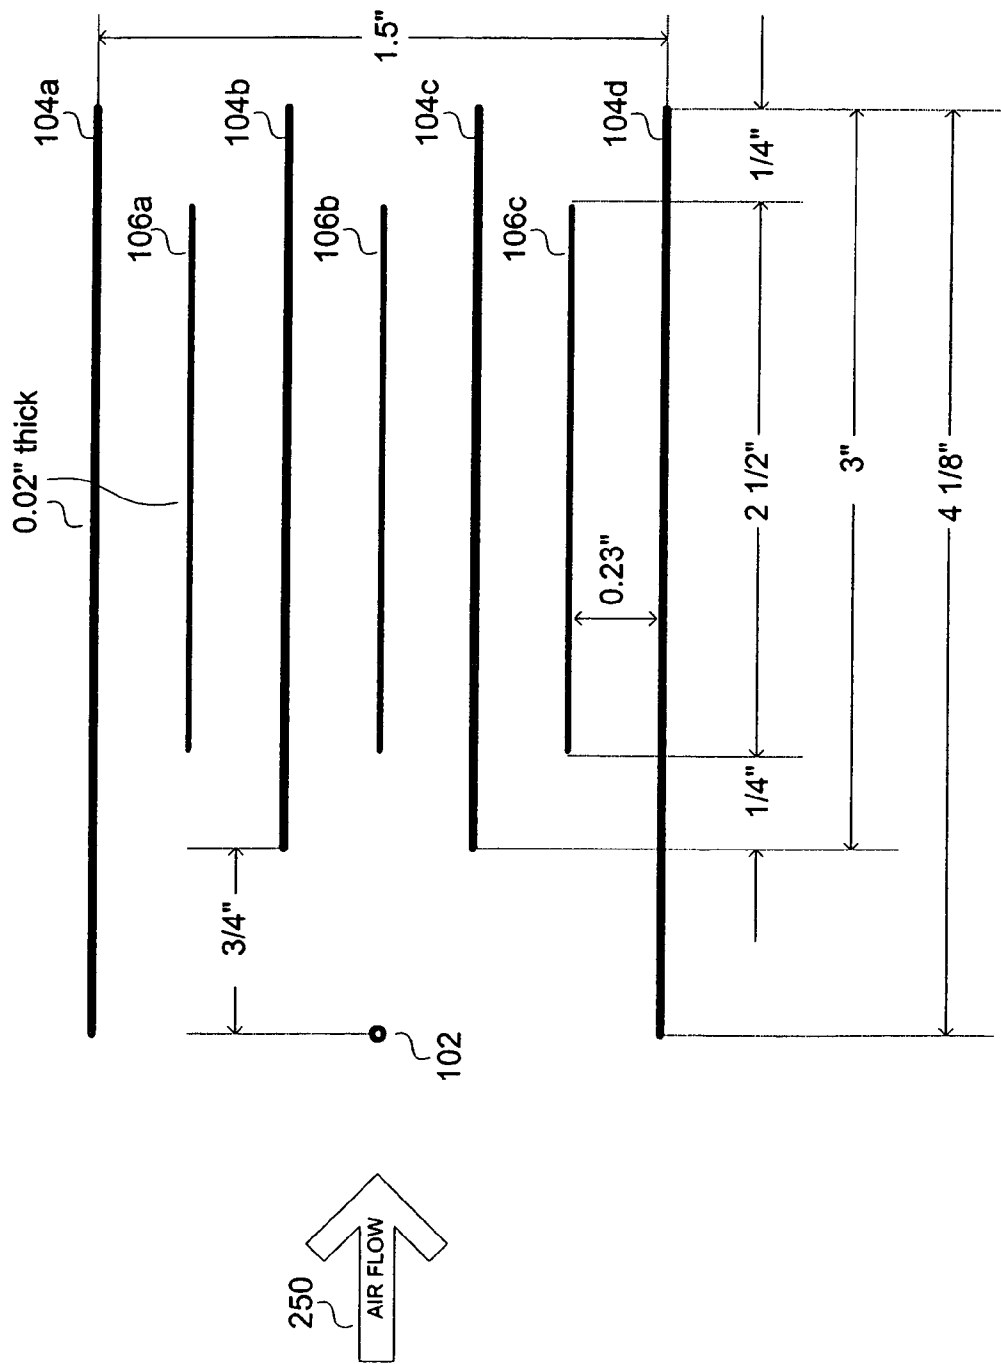 0.02" thick
104a
106a
104b
3/4"
250
106b
AIR FLOW
1.5"
102
104c
106c
0.23"
104d
1/4"
2 1/2"
1/4"
3"
4 1/8"